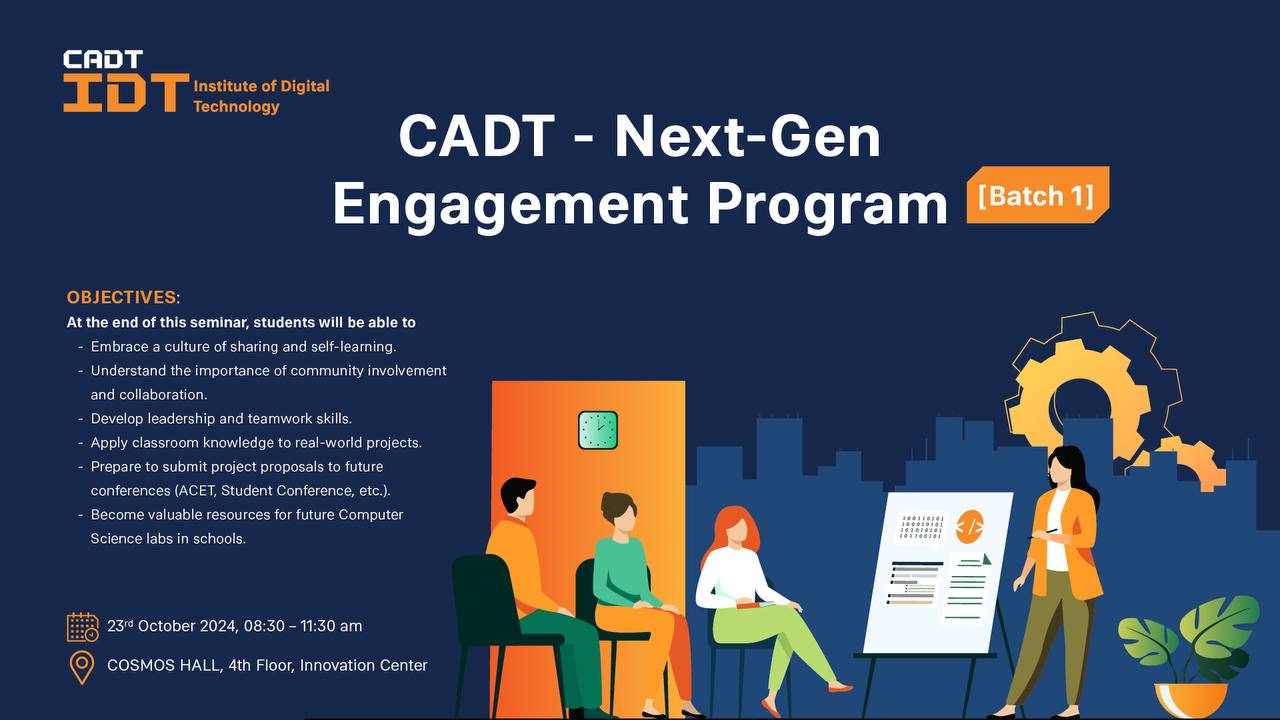 CADT
IDT Institute of Digital
Technology
CADT - Next-Gen
Engagement Program [Batch 1]
OBJECTIVES:
At the end of this seminar, students will be able to
- Embrace a culture of sharing and self-learning.
- Understand the importance of community involvement
and collaboration.
- Develop leadership and teamwork skills.
- Apply classroom knowledge to real-world projects.
- Prepare to submit project proposals to future
conferences (ACET, Student Conference, etc.).
- Become valuable resources for future Computer
Science labs in schools.
23rd October 2024, 08:30 – 11:30 am
COSMOS HALL, 4th Floor, Innovation Center
100110101
100010101
101010101
101100101
</>